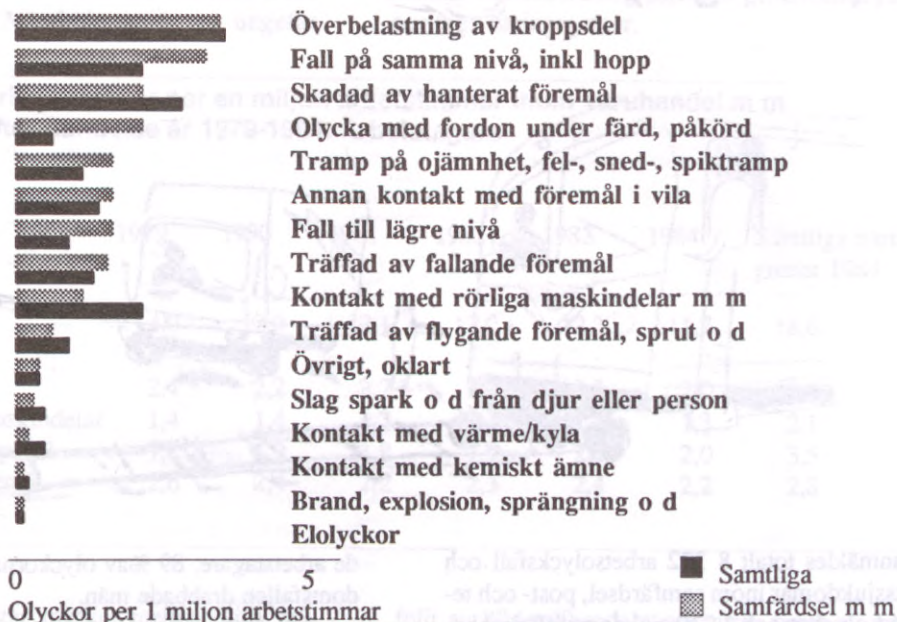 Överbelastning av kroppsdel
Fall på samma nivå, inkl hopp
Skadad av hanterat föremål
Olycka med fordon under färd, påkörd
Tramp på ojämnhet, fel-, sned-, spiktramp
Annan kontakt med föremål i vila
Fall till lägre nivå
Träffad av fallande föremål
Kontakt med rörliga maskindelar m m
Träffad av flygande föremål, sprut o d
Övrigt, oklart
Slag spark o d från djur eller person
Kontakt med värme/kyla
Kontakt med kemiskt ämne
Brand, explosion, sprängning o d
Elolyckor
0 5
Olyckor per 1 miljon arbetstimmar
Samtliga
Samfärdsel m m